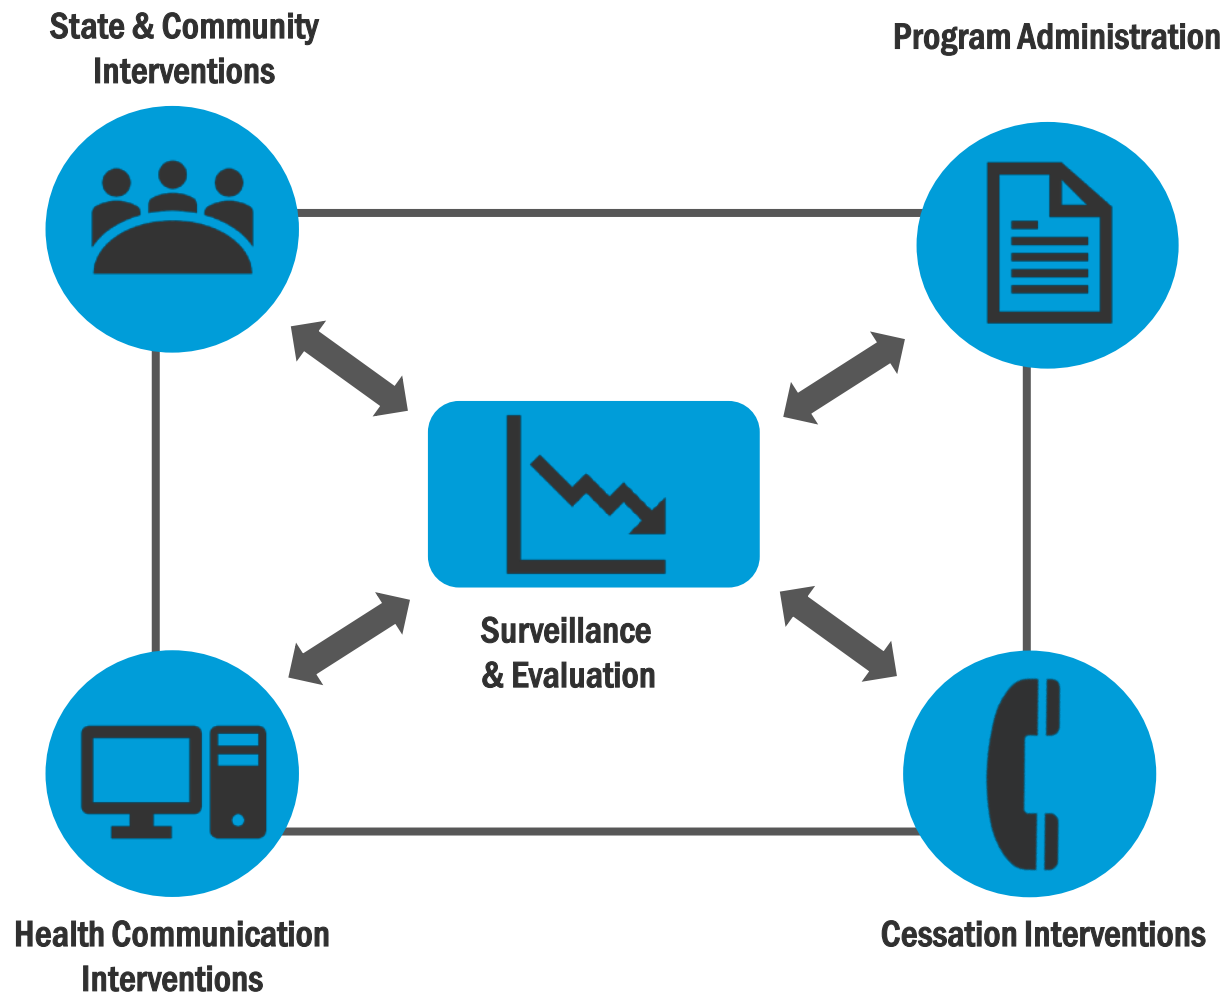 State & Community
Interventions
Program Administration
Surveillance
& Evaluation
Health Communication
Interventions
Cessation Interventions